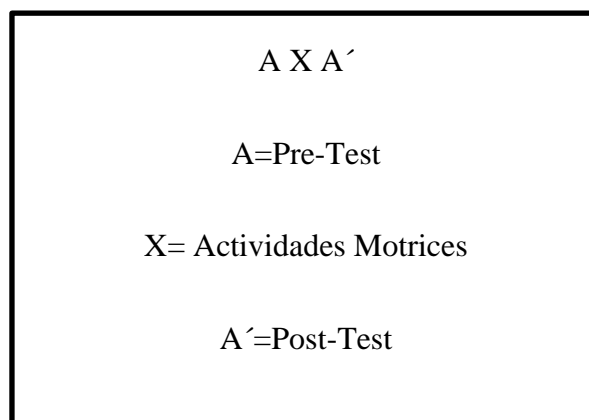 A X A´
A=Pre-Test
X= Actividades Motrices
A´=Post-Test